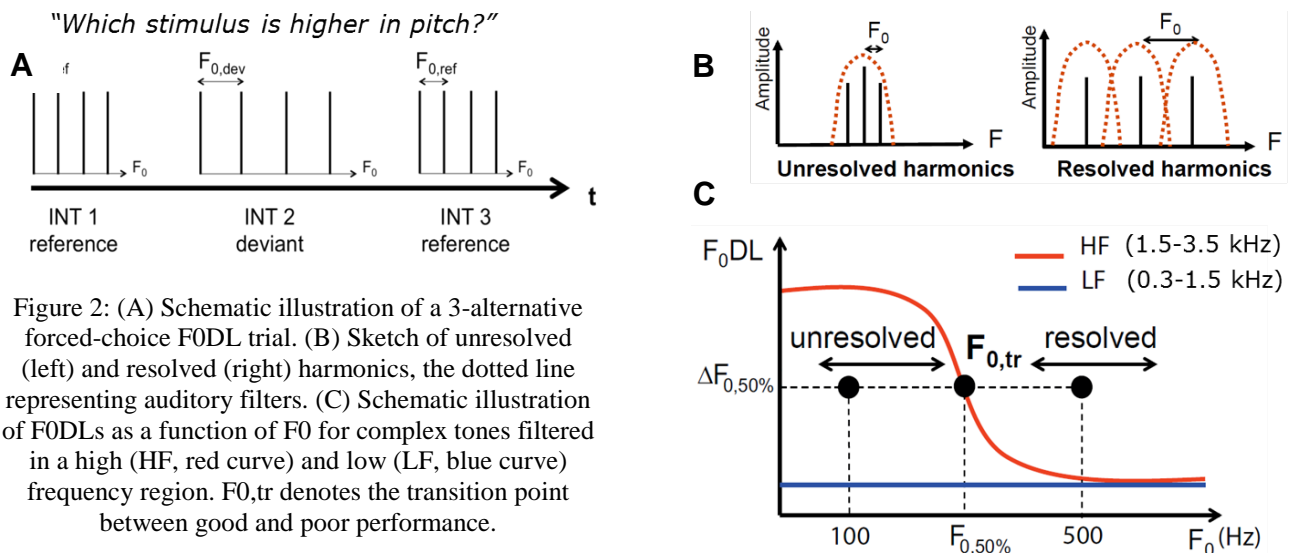 “Which stimulus is higher in pitch?”
A
ef
F0,dev
F0,ref
F0
F0
F0
t
INT 1
reference
INT 2
deviant
INT 3
reference
Figure 2: (A) Schematic illustration of a 3-alternative
forced-choice F0DL trial. (B) Sketch of unresolved
(left) and resolved (right) harmonics, the dotted line
representing auditory filters. (C) Schematic illustration
of F0DLs as a function of F0 for complex tones filtered
in a high (HF, red curve) and low (LF, blue curve)
frequency region. F0,tr denotes the transition point
between good and poor performance.
B
Amplitude
F0
F
Unresolved harmonics
Amplitude
F0
F
Resolved harmonics
C
F0DL
HF (1.5-3.5 kHz)
LF (0.3-1.5 kHz)
unresolved
F0,tr
resolved
ΔF0,50%
100
F0,50%
500
F0 (Hz)